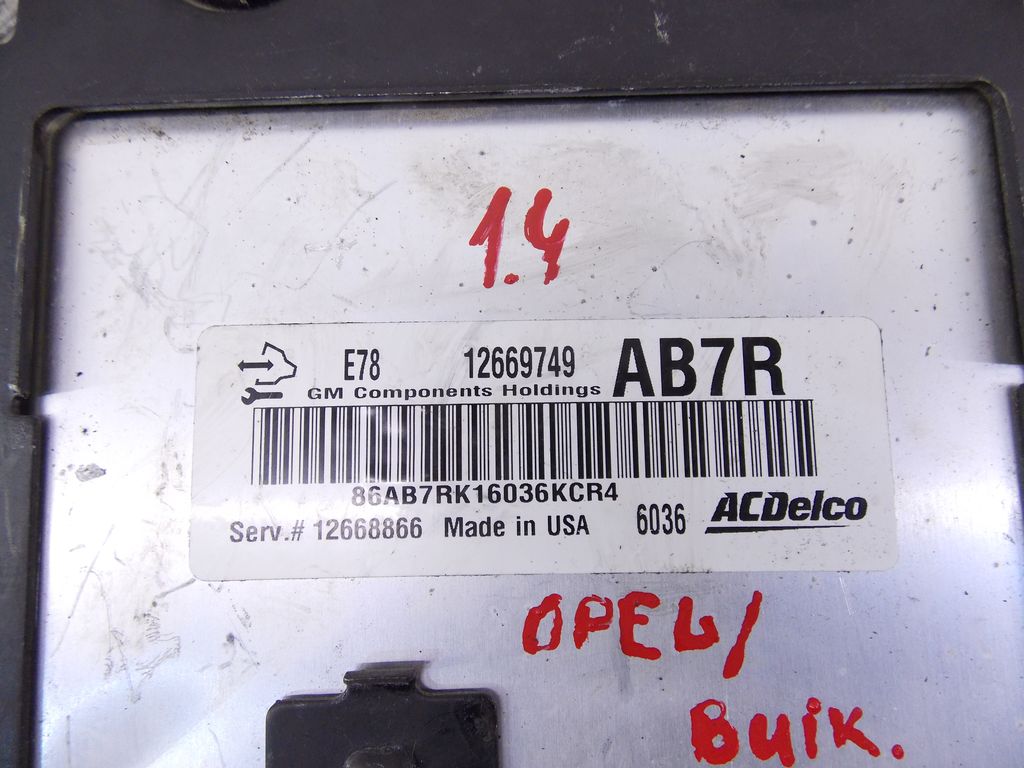 1.4
E78 12669749 AB7R
GM Components Holdings
86AB7RK16036KCR4
Serv.# 12668866 Made in USA 6036 ACDelco
OPEL/
Buik.